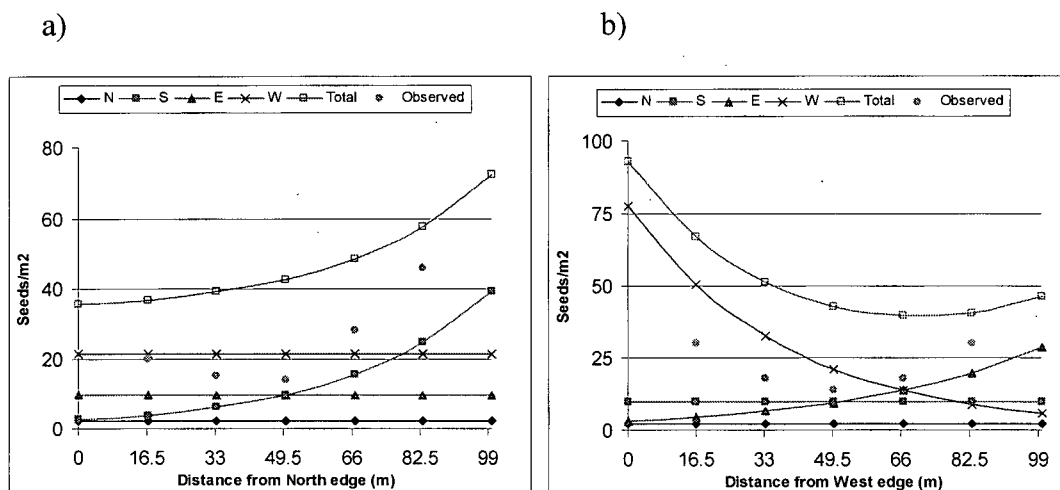 a)
N S E W Total Observed
80
60
40
20
0
Seeds/m2
0 16.5 33 49.5 66 82.5 99
Distance from North edge (m)
b)
N S E W Total Observed
100
75
50
25
0
Seeds/m2
0 16.5 33 49.5 66 82.5 99
Distance from West edge (m)